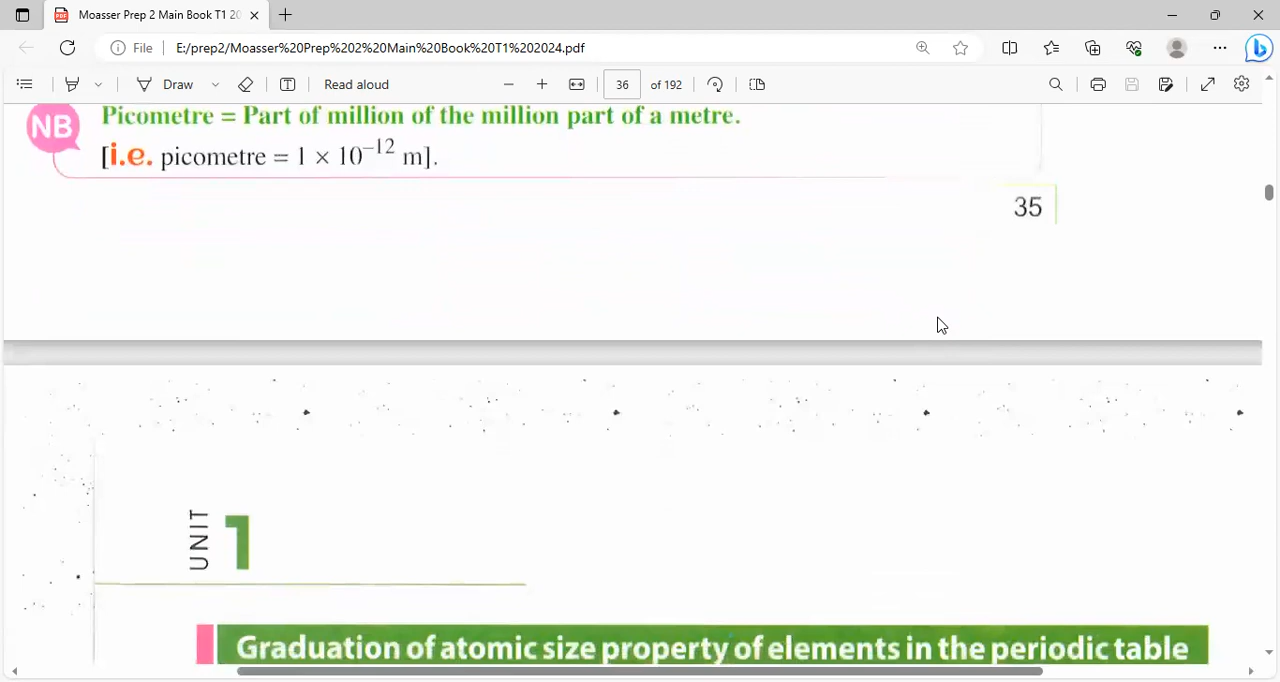 Moasser Prep 2 Main Book T1 20
File
E:/prep2/Moasser%20Prep%202%20Main%20Book%20T1%202024.pdf
Draw
Read aloud
36
of 192
NB
Picometre = Part of million of the million part of a metre.
[i.e. picometre = 1 × 10⁻¹² m].
35
UNIT 1
Graduation of atomic size property of elements in the periodic table